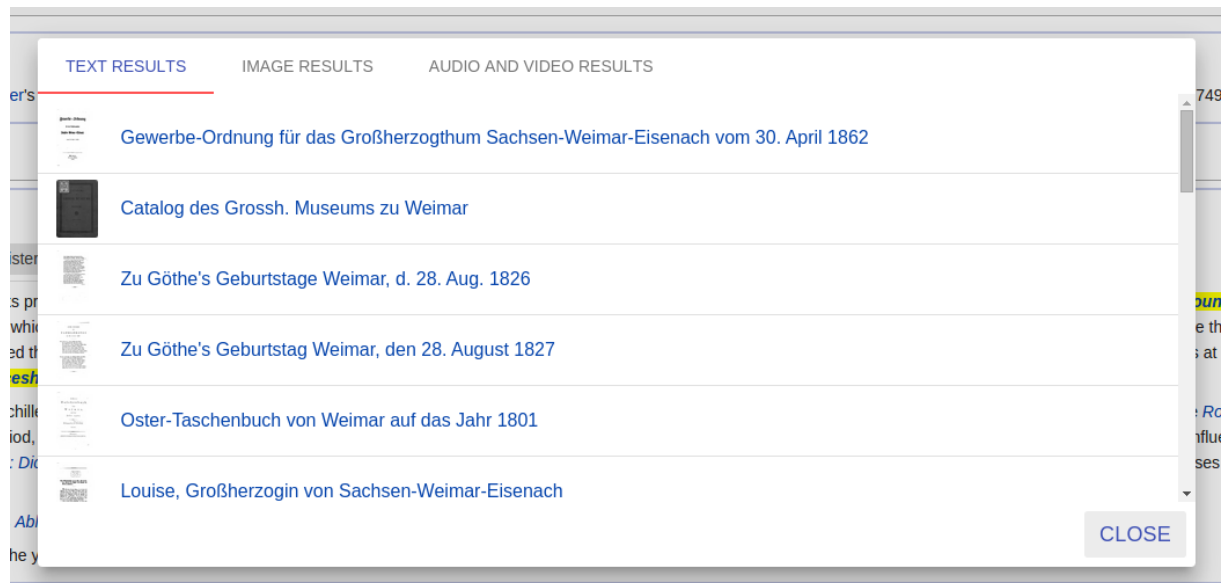 TEXT RESULTS IMAGE RESULTS AUDIO AND VIDEO RESULTS
Gewerbe-Ordnung für das Großherzogthum Sachsen-Weimar-Eisenach vom 30. April 1862
Catalog des Grossh. Museums zu Weimar
Zu Göthe's Geburtstage Weimar, d. 28. Aug. 1826
Zu Göthe's Geburtstag Weimar, den 28. August 1827
Oster-Taschenbuch von Weimar auf das Jahr 1801
Louise, Großherzogin von Sachsen-Weimar-Eisenach
CLOSE